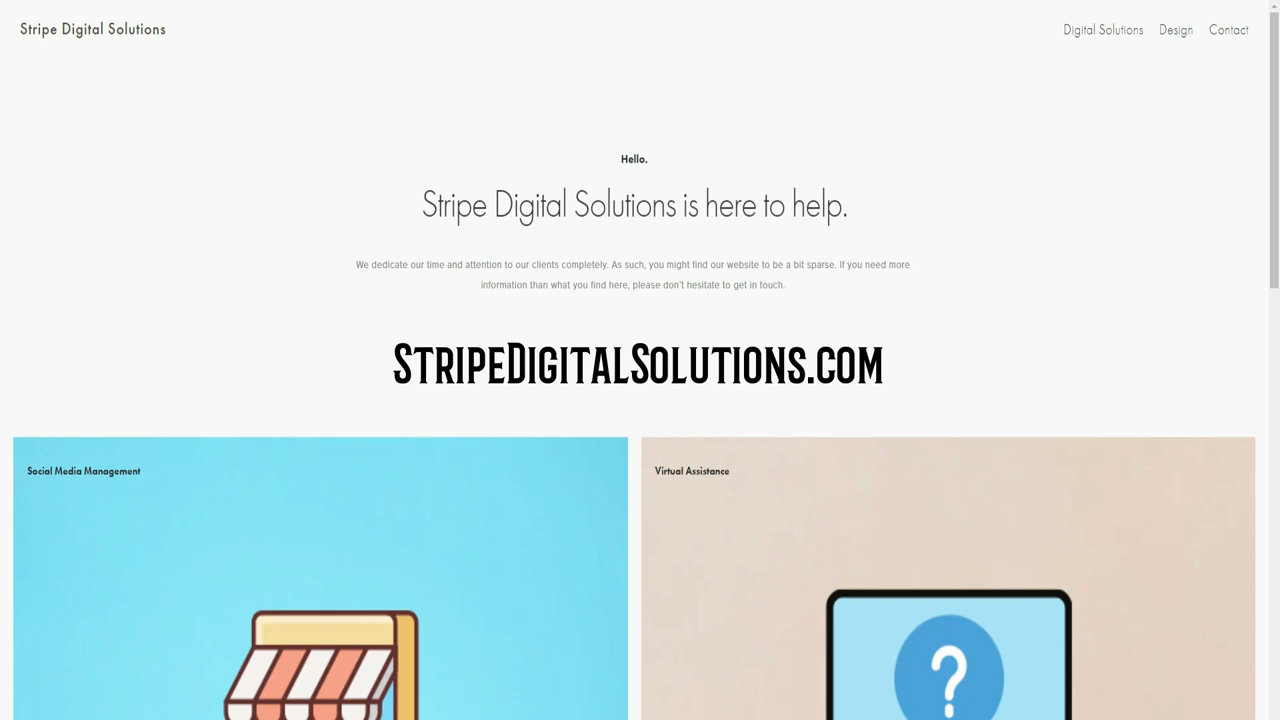 Stripe Digital Solutions
Digital Solutions Design Contact
Hello.
Stripe Digital Solutions is here to help.
We dedicate our time and attention to our clients completely. As such, you might find our website to be a bit sparse. If you need more
information than what you find here, please don't hesitate to get in touch.
StripeDigitalSolutions.com
Social Media Management
Virtual Assistance
?